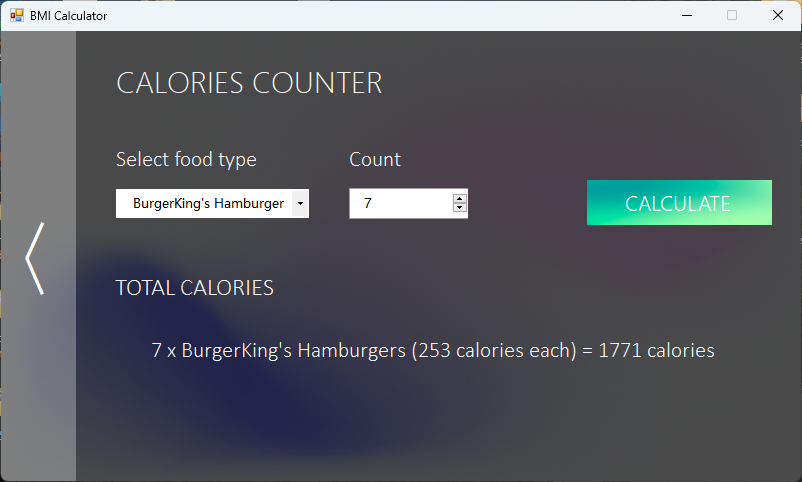 BMI Calculator
CALORIES COUNTER
Select food type
Count
BurgerKing's Hamburger
7
CALCULATE
TOTAL CALORIES
7 x BurgerKing's Hamburgers (253 calories each) = 1771 calories